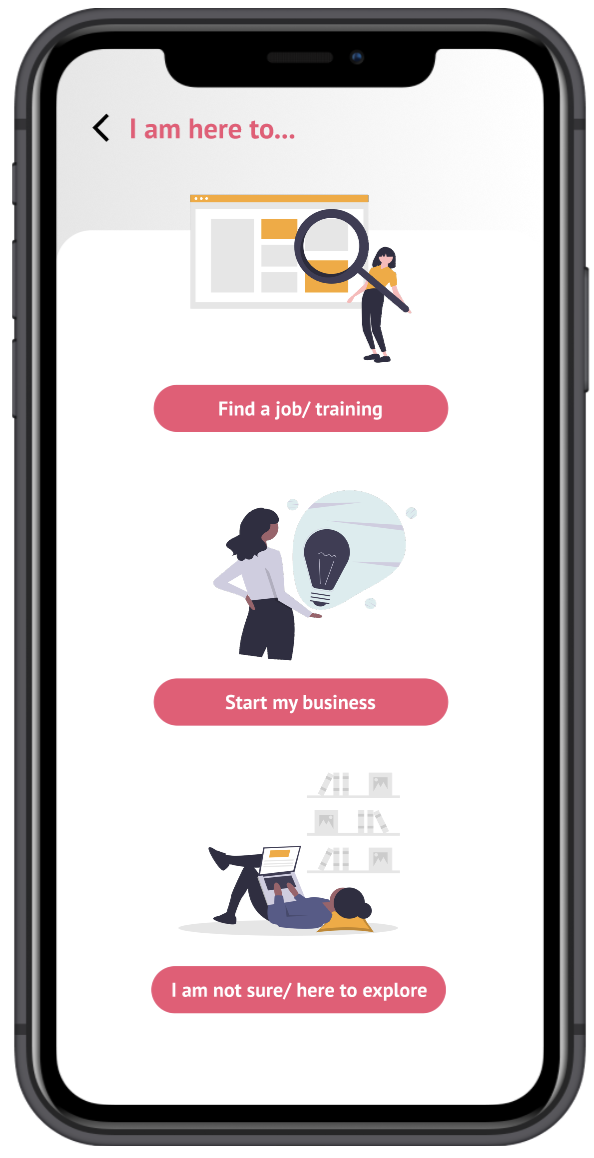 I am here to...
Find a job/ training
Start my business
I am not sure/ here to explore